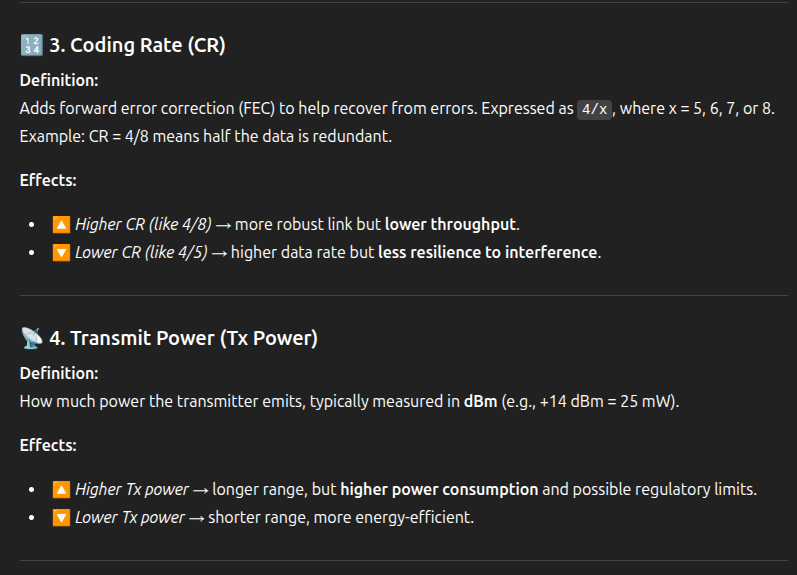 🔢 3. Coding Rate (CR)
Definition:
Adds forward error correction (FEC) to help recover from errors. Expressed as 4/x, where x = 5, 6, 7, or 8.
Example: CR = 4/8 means half the data is redundant.
Effects:
• 🔼 Higher CR (like 4/8) → more robust link but lower throughput.
• 🔽 Lower CR (like 4/5) → higher data rate but less resilience to interference.
📡 4. Transmit Power (Tx Power)
Definition:
How much power the transmitter emits, typically measured in dBm (e.g., +14 dBm = 25 mW).
Effects:
• 🔼 Higher Tx power → longer range, but higher power consumption and possible regulatory limits.
• 🔽 Lower Tx power → shorter range, more energy-efficient.